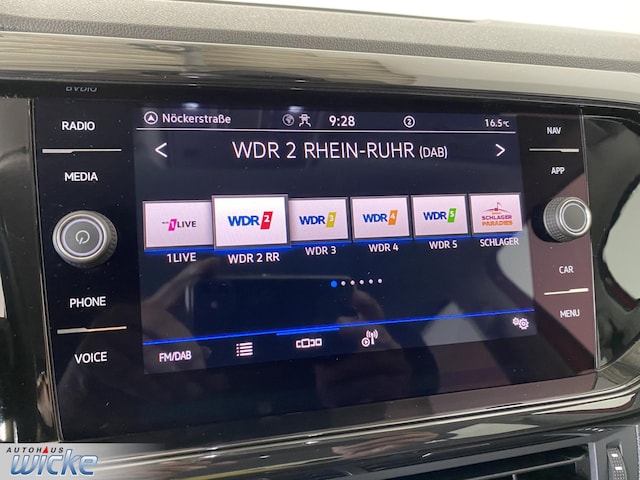 RADIO
MEDIA
PHONE
VOICE
Nöckerstraße 9:28 2 16.5°C
< WDR 2 RHEIN-RUHR (DAB) >
1LIVE WDR 2 WDR 3 WDR 4 WDR 5 SCHLAGER PARADIES
1LIVE WDR 2 RR WDR 3 WDR 4 WDR 5 SCHLAGER
FM/DAB
NAV
APP
CAR
MENU
AUTOHAUS
WICKE